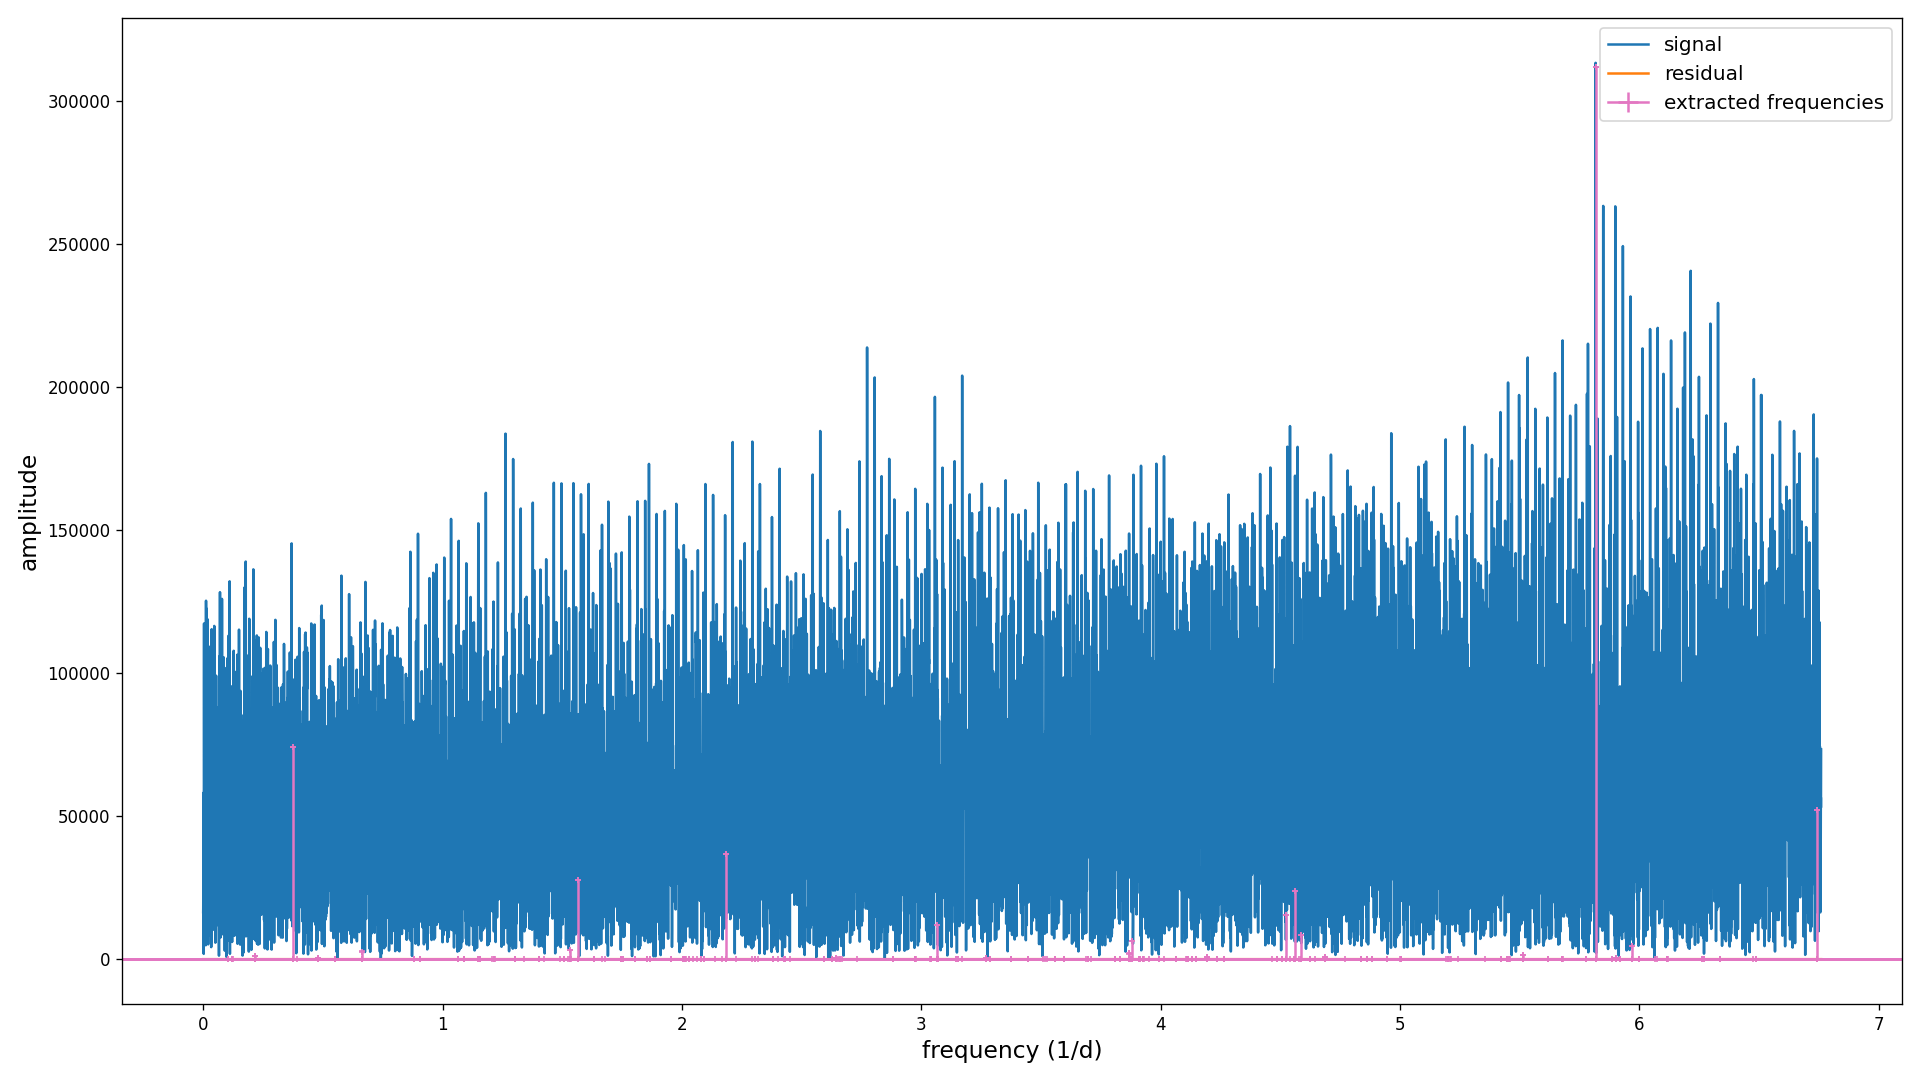 signal
residual
extracted frequencies
amplitude
300000
250000
200000
150000
100000
50000
0
0 1 2 3 4 5 6 7
frequency (1/d)